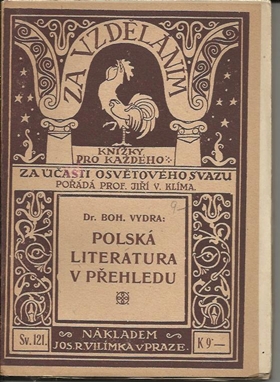 ZA VZDĚLÁNÍM
KNÍŽKY
PRO KAŽDÉHO
ZA ÚČASTI OSVĚTOVÉHO SVAZU
POŘÁDÁ PROF. JIŘÍ V. KLÍMA.
9-
Dr. BOH. VYDRA:
POLSKÁ
LITERATURA
V PŘEHLEDU
Sv. 121.
NÁKLADEM
JOS. R. VILÍMKA V PRAZE.
K 9·—